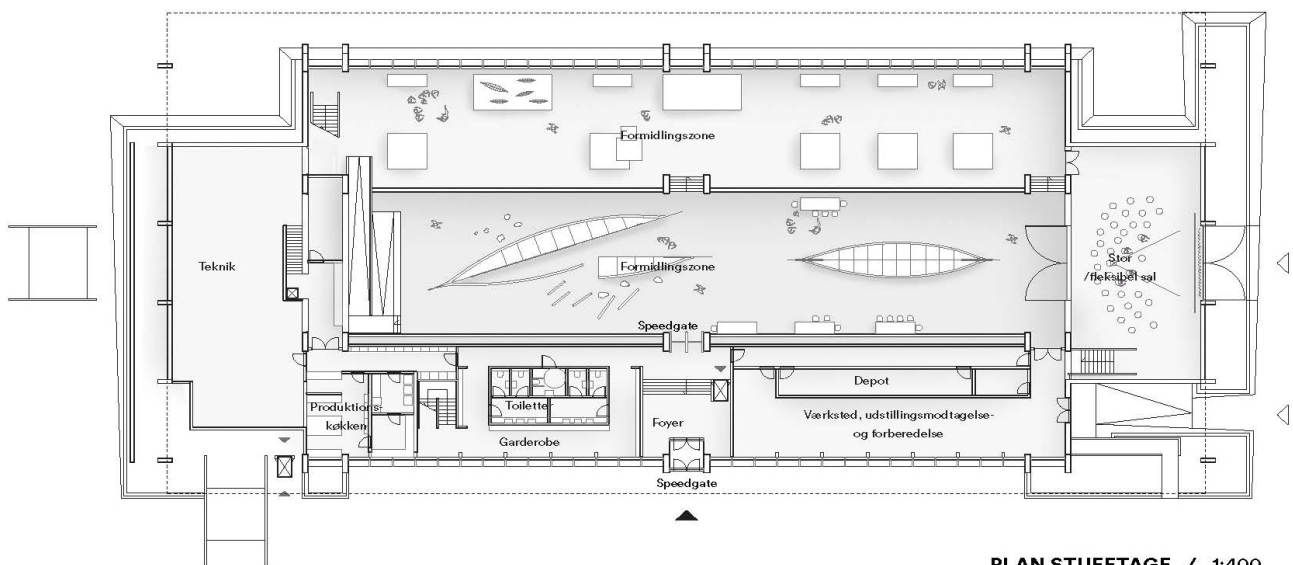 Formidlingszone
Teknik
Formidlingszone
Stor
/fleksibel sal
Speedgate
Depot
Produktions-
køkken
Toiletter
Værksted, udstillingsmodtagelse-
og forberedelse
Foyer
Garderobe
Speedgate
PLAN STUEETAGE / 1:400